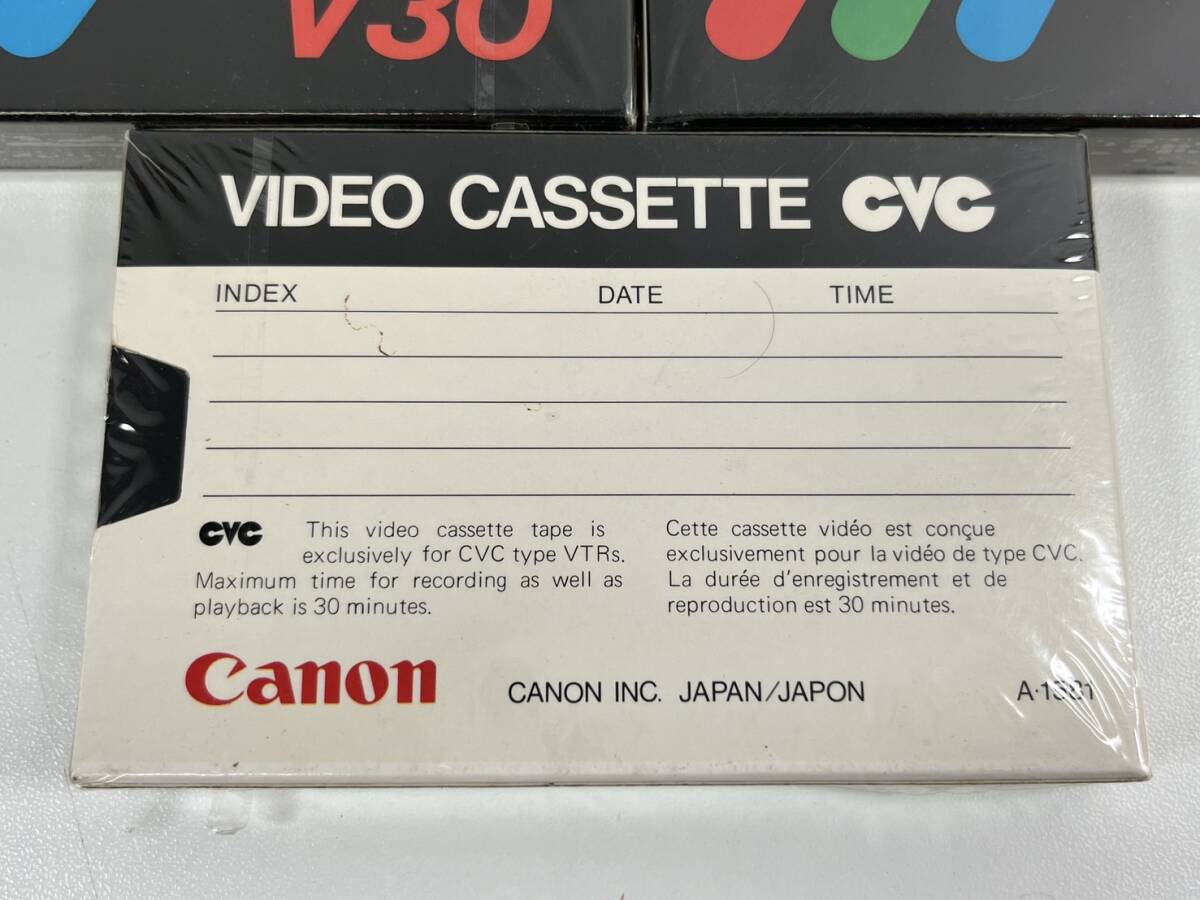 V30
VIDEO CASSETTE CVC
INDEX DATE TIME
CVC This video cassette tape is
exclusively for CVC type VTRs.
Maximum time for recording as well as
playback is 30 minutes.
Cette cassette vidéo est conçue
exclusivement pour la vidéo de type CVC.
La durée d'enregistrement et de
reproduction est 30 minutes.
Canon CANON INC. JAPAN/JAPON